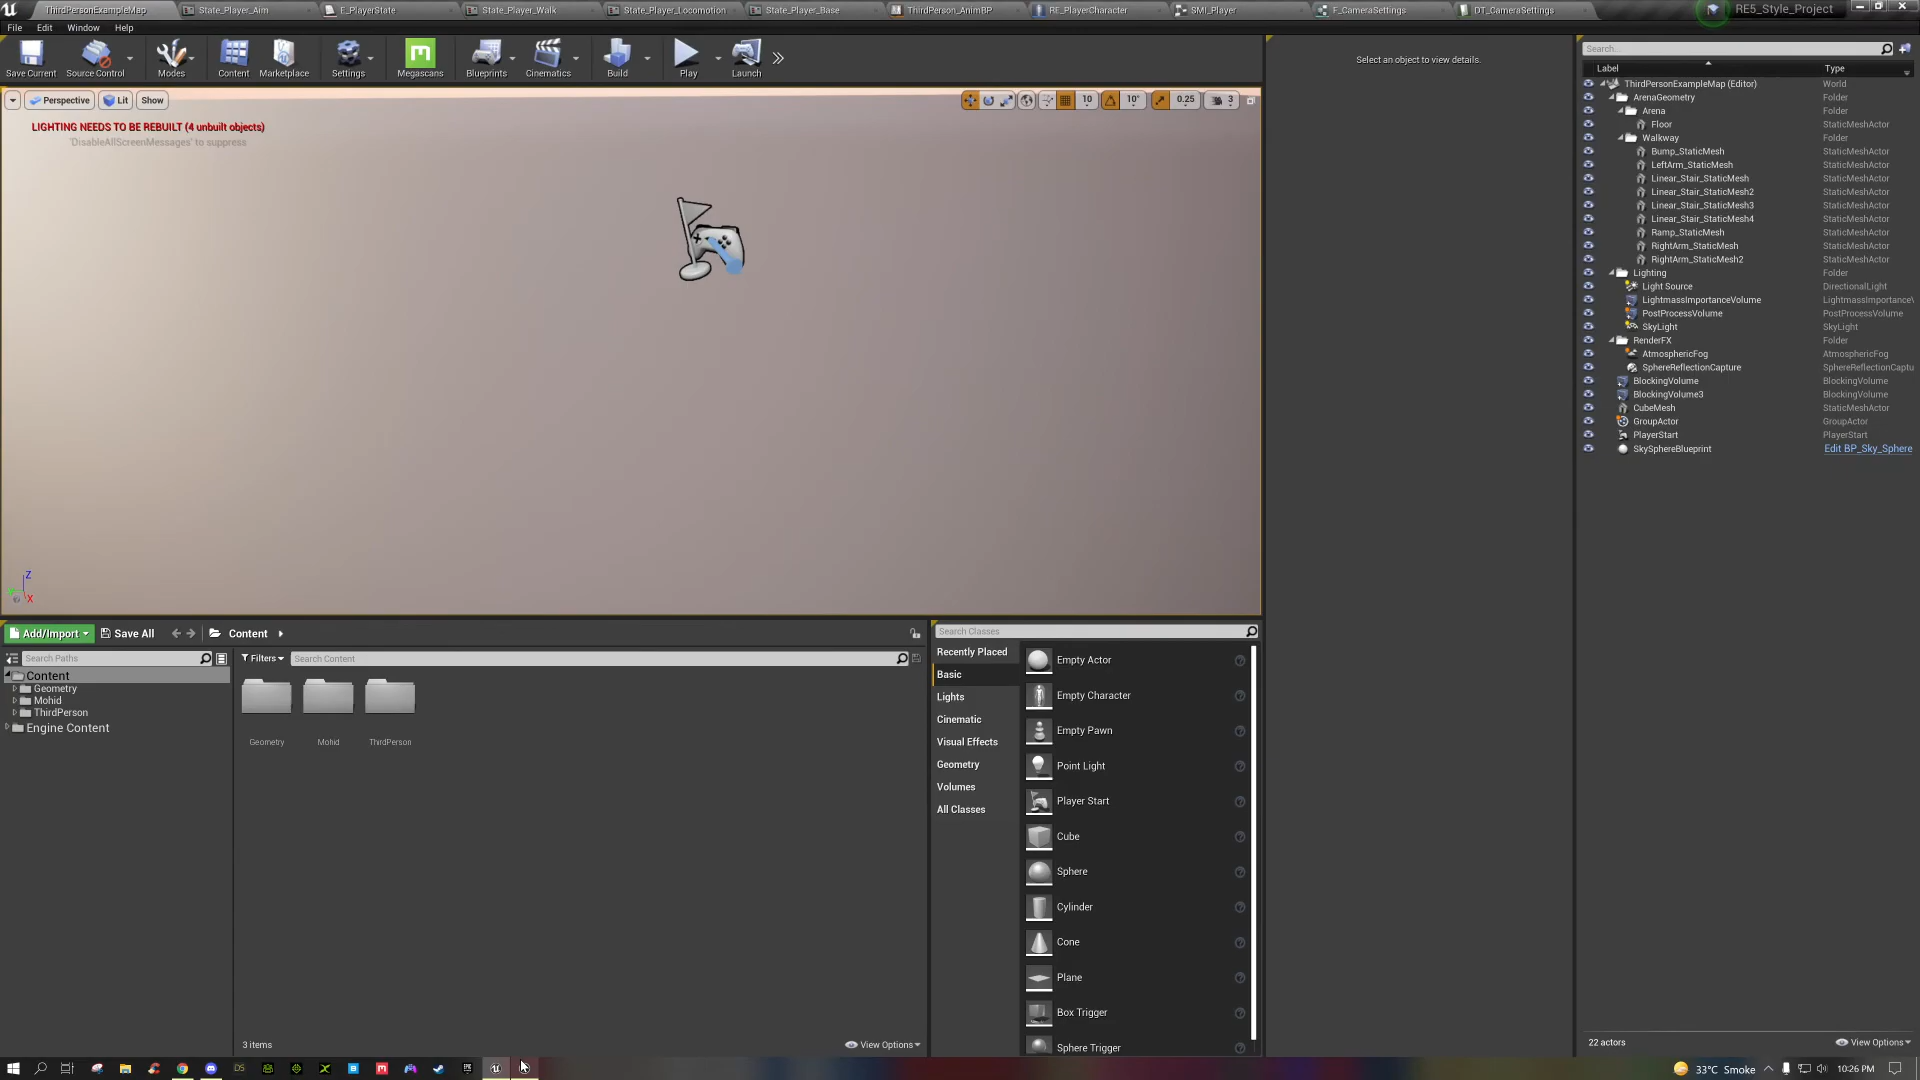 ThirdPersonExampleMap
State_Player_Aim
E_PlayerState
State_Player_Walk
State_Player_Locomotion
State_Player_Base
ThirdPerson_AnimBP
RE_PlayerCharacter
SMI_Player
F_CameraSettings
DT_CameraSettings
RE5_Style_Project
File Edit Window Help
Save Current
Source Control
Modes
Content
Marketplace
Settings
Megascans
Blueprints
Cinematics
Build
Play
Launch
Perspective
Lit
Show
10
10°
0.25
3
LIGHTING NEEDS TO BE REBUILT (4 unbuilt objects)
'DisableAllScreenMessages' to suppress
Z
X
Select an object to view details.
Search...
Label Type
ThirdPersonExampleMap (Editor) World
ArenaGeometry Folder
Arena Folder
Floor StaticMeshActor
Walkway Folder
Bump_StaticMesh StaticMeshActor
LeftArm_StaticMesh StaticMeshActor
Linear_Stair_StaticMesh StaticMeshActor
Linear_Stair_StaticMesh2 StaticMeshActor
Linear_Stair_StaticMesh3 StaticMeshActor
Linear_Stair_StaticMesh4 StaticMeshActor
Ramp_StaticMesh StaticMeshActor
RightArm_StaticMesh StaticMeshActor
RightArm_StaticMesh2 StaticMeshActor
Lighting Folder
Light Source DirectionalLight
LightmassImportanceVolume LightmassImportanceV
PostProcessVolume PostProcessVolume
SkyLight SkyLight
RenderFX Folder
AtmosphericFog AtmosphericFog
SphereReflectionCapture SphereReflectionCaptu
BlockingVolume BlockingVolume
BlockingVolume3 BlockingVolume
CubeMesh StaticMeshActor
GroupActor GroupActor
PlayerStart PlayerStart
SkySphereBlueprint Edit BP_Sky_Sphere
22 actors
View Options
Add/Import
Save All
Content
Search Paths
Content
Geometry
Mohid
ThirdPerson
Engine Content
Filters
Search Content
Geometry
Mohid
ThirdPerson
3 items
View Options
Search Classes
Recently Placed
Basic
Lights
Cinematic
Visual Effects
Geometry
Volumes
All Classes
Empty Actor
Empty Character
Empty Pawn
Point Light
Player Start
Cube
Sphere
Cylinder
Cone
Plane
Box Trigger
Sphere Trigger
33°C Smoke
10:26 PM